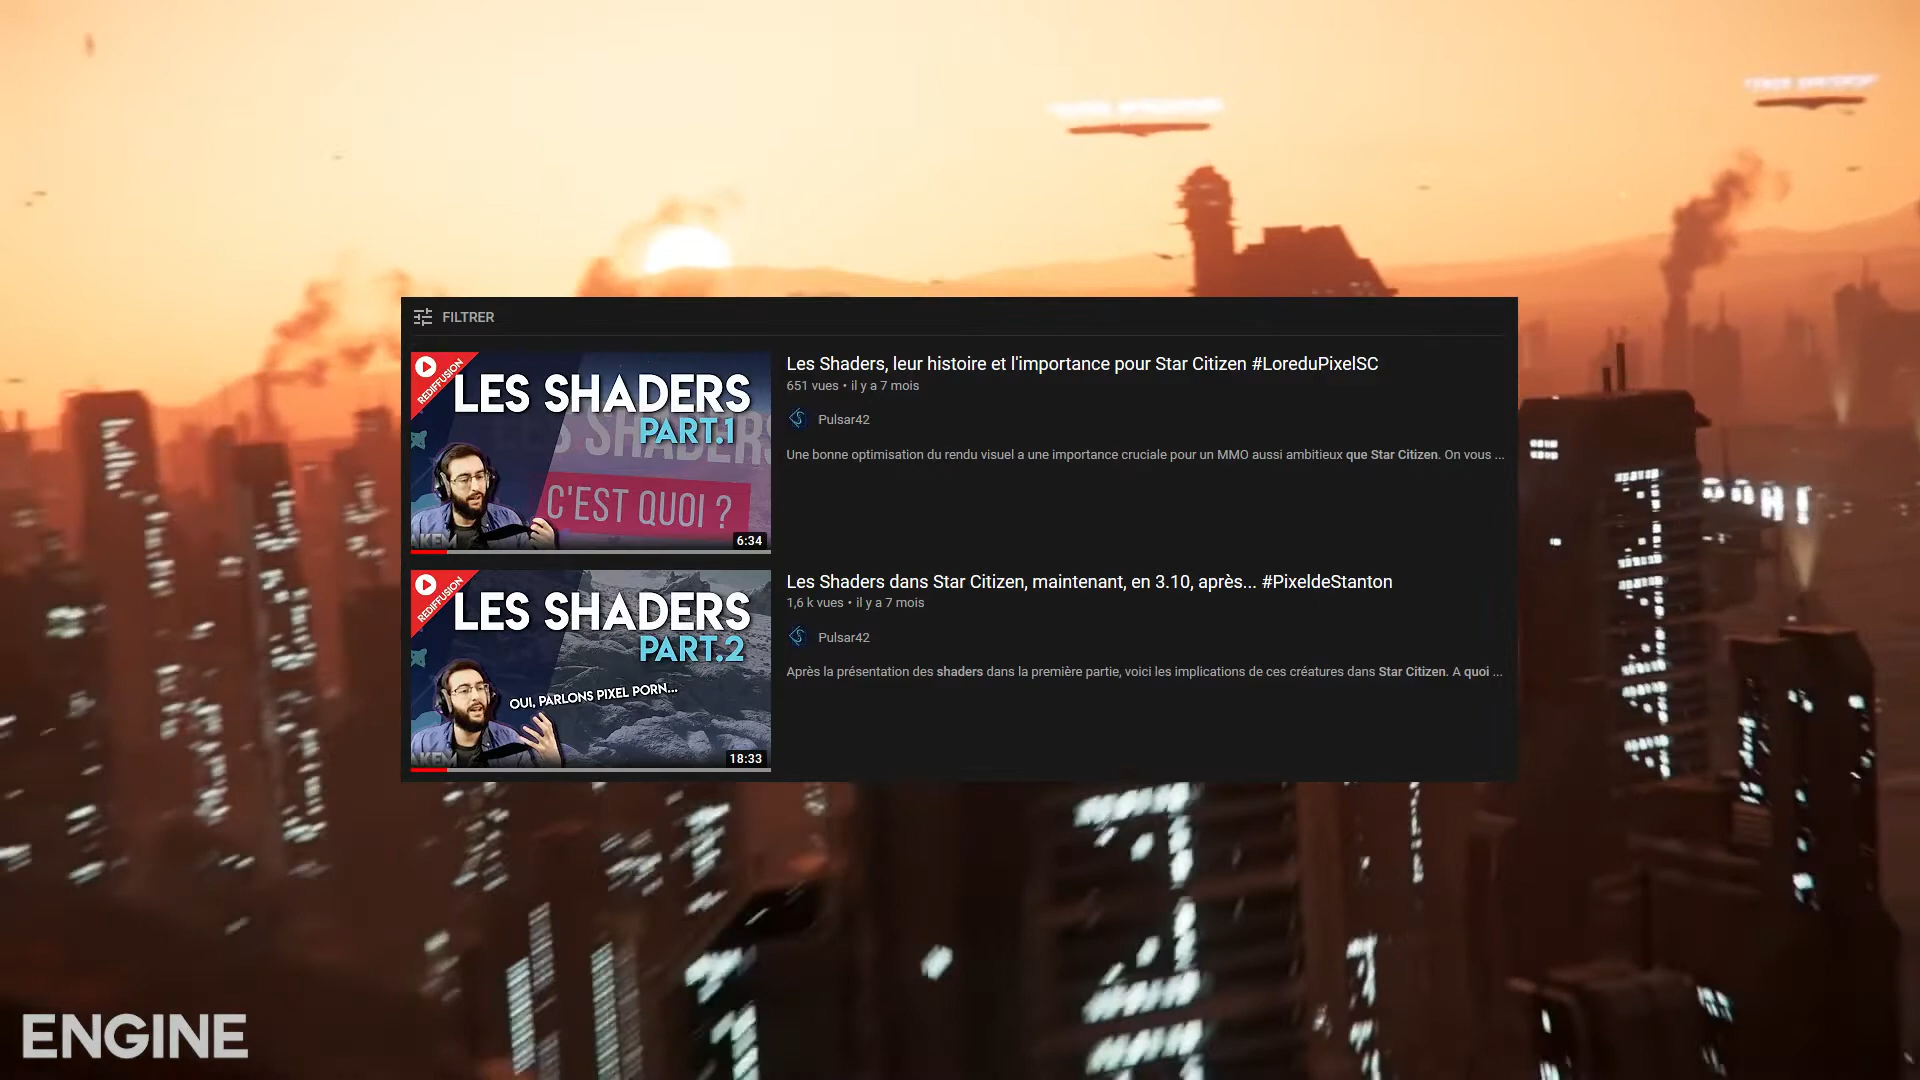 FILTRER
REDIFFUSION
LES SHADERS
PART.1
C'EST QUOI ?
6:34
Les Shaders, leur histoire et l'importance pour Star Citizen #LoreduPixelSC
651 vues • il y a 7 mois
Pulsar42
Une bonne optimisation du rendu visuel a une importance cruciale pour un MMO aussi ambitieux que Star Citizen. On vous ...
REDIFFUSION
LES SHADERS
PART.2
OUI, PARLONS PIXEL PORN...
18:33
Les Shaders dans Star Citizen, maintenant, en 3.10, après... #PixeldeStanton
1,6 k vues • il y a 7 mois
Pulsar42
Après la présentation des shaders dans la première partie, voici les implications de ces créatures dans Star Citizen. A quoi ...
ENGINE